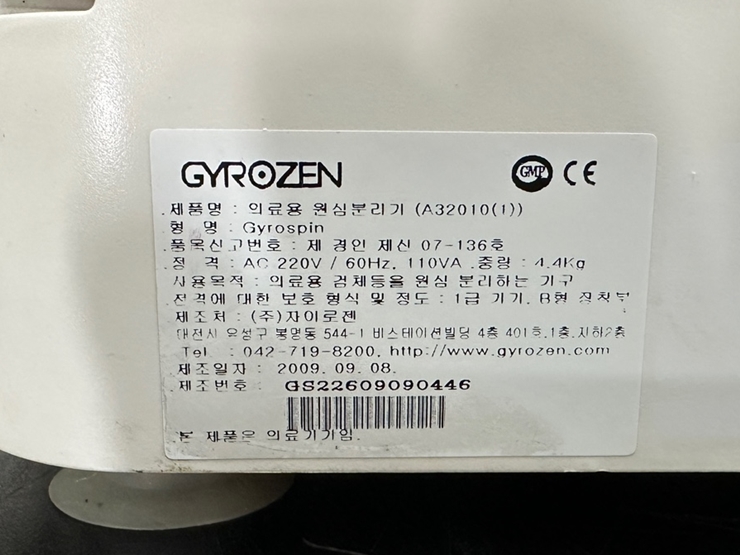 GYROZEN GMP CE
제품명 : 의료용 원심분리기 (A32010(1))
형 명 : Gyrospin
품목신고번호 : 제 경인 제신 07-136호
정 격 : AC 220V / 60Hz, 110VA .중량 : 4.4Kg
사용목적 : 의료용 검체등을 원심 분리하는 기구
전격에 대한 보호 형식 및 정도 : 1급 기기, B형 장착부
제조처 : (주)자이로젠
대전시 유성구 봉명동 544-1 비스테이션빌딩 4층 401호,1층,지하2층
Tel : 042-719-8200, http://www.gyrozen.com
제조일자 : 2009. 09. 08.
제조번호 : GS22609090446
본 제품은 의료기기임.